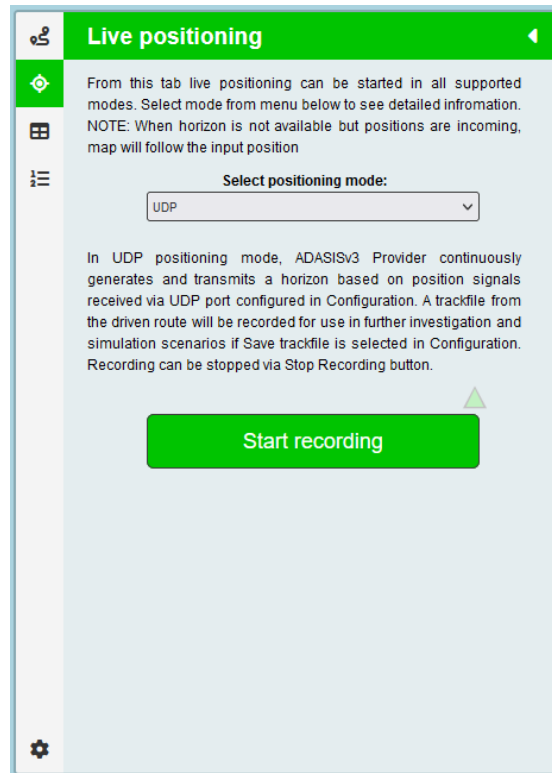 Live positioning
From this tab live positioning can be started in all supported
modes. Select mode from menu below to see detailed infromation.
NOTE: When horizon is not available but positions are incoming,
map will follow the input position
Select positioning mode:
UDP
In UDP positioning mode, ADASISv3 Provider continuously
generates and transmits a horizon based on position signals
received via UDP port configured in Configuration. A trackfile from
the driven route will be recorded for use in further investigation and
simulation scenarios if Save trackfile is selected in Configuration.
Recording can be stopped via Stop Recording button.
Start recording